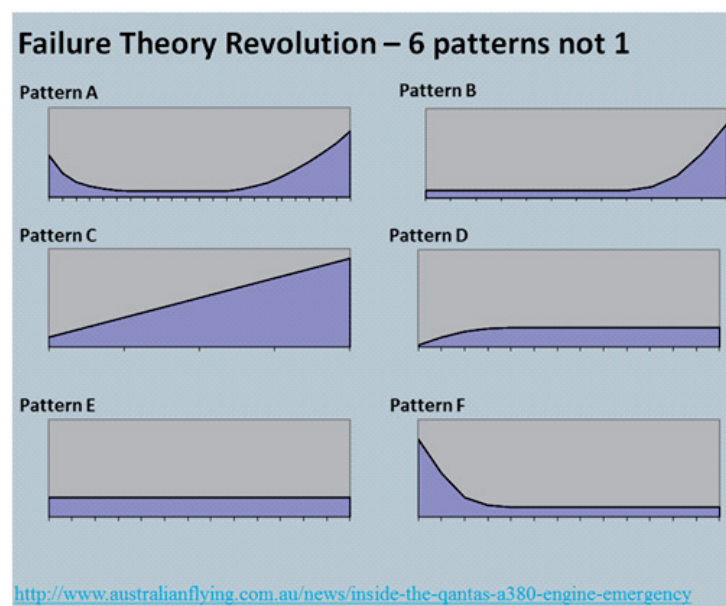 Failure Theory Revolution – 6 patterns not 1
Pattern A
Pattern B
Pattern C
Pattern D
Pattern E
Pattern F
http://www.australianflying.com.au/news/inside-the-qantas-a380-engine-emergency